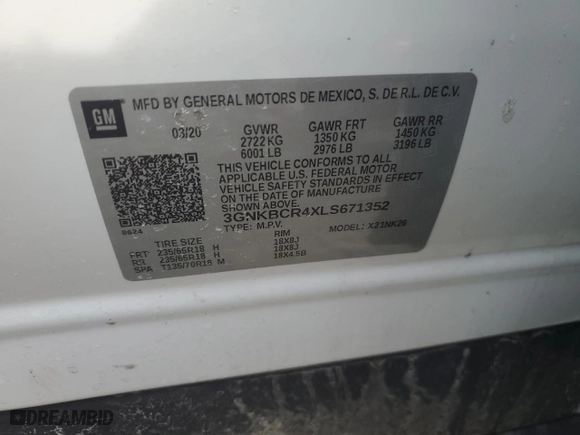 GM
MFD BY GENERAL MOTORS DE MEXICO, S. DE R.L. DE C.V.
03/20 GVWR GAWR FRT GAWR RR
2722 KG 1350 KG 1450 KG
6001 LB 2976 LB 3196 LB
THIS VEHICLE CONFORMS TO ALL
APPLICABLE U.S. FEDERAL MOTOR
VEHICLE SAFETY STANDARDS IN EFFECT
ON THE DATE OF MANUFACTURE
SHOWN ABOVE.
3GNKBCR4XLS671352
0624 TYPE: M.P.V. MODEL: X21NK26
TIRE SIZE RIM
FRT 235/65R18 H 18X8J
RR 235/65R18 H 18X8J
SPA T135/70R18 M 18X4.5B
DREAMBID